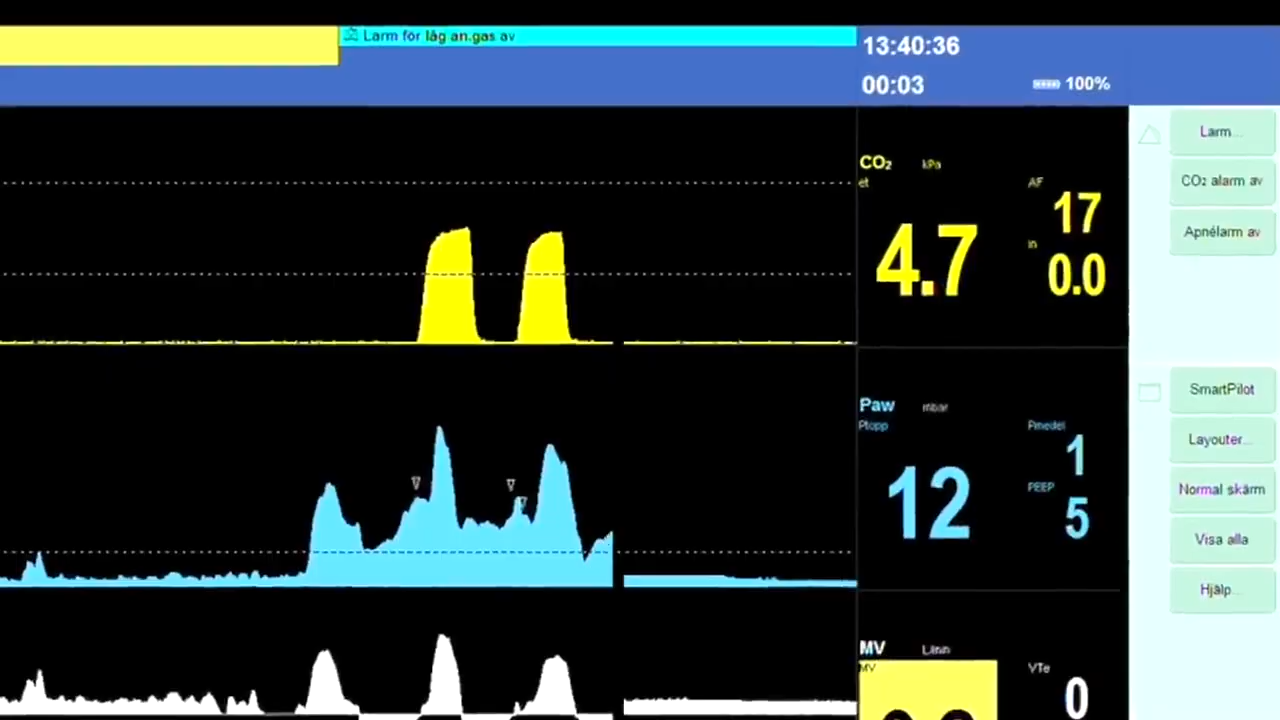 Larm för låg an.gas av
13:40:36
00:03
100%
Larm...
CO₂ alarm av
Apnélarm av
CO₂ kPa
et
AF
17
4.7
in
0.0
SmartPilot
Layouter...
Normal skärm
Visa alla
Hjälp...
Paw mbar
Ptopp
Pmedel
1
12
PEEP
5
MV L/min
MV
VTe
0